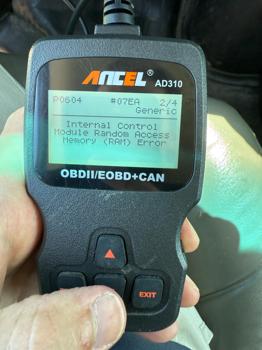 ANCEL ®
AD310
P0604 #07EA 2/4
Generic
Internal Control
Module Random Access
Memory (RAM) Error
OBDII/EOBD+CAN
EXIT